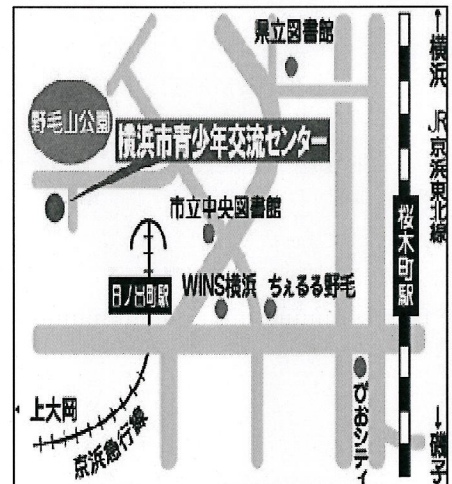 県立図書館
↑横浜
JR京浜東北線
野毛山公園
横浜市青少年交流センター
市立中央図書館
桜木町駅
日ノ出町駅
WINS横浜
ちぇるる野毛
上大岡
京浜急行線
ぴおシティ
↓磯子